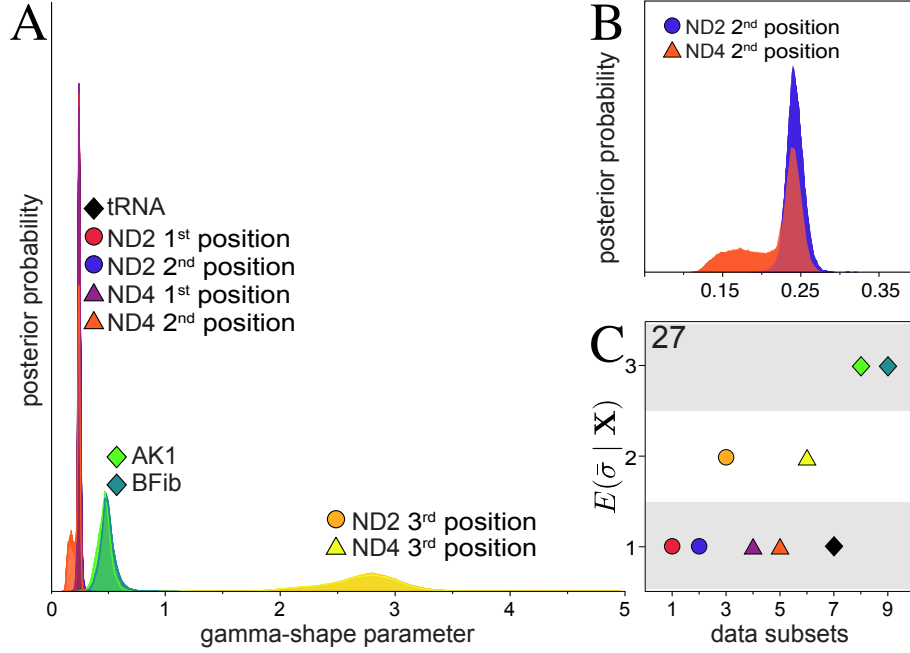 A
posterior probability
tRNA
ND2 1st position
ND2 2nd position
ND4 1st position
ND4 2nd position
AK1
BFib
ND2 3rd position
ND4 3rd position
0 1 2 3 4 5
gamma-shape parameter
B
ND2 2nd position
ND4 2nd position
posterior probability
0.15 0.25 0.35
C
27
E(σ̄ | X)
3
2
1
1 3 5 7 9
data subsets